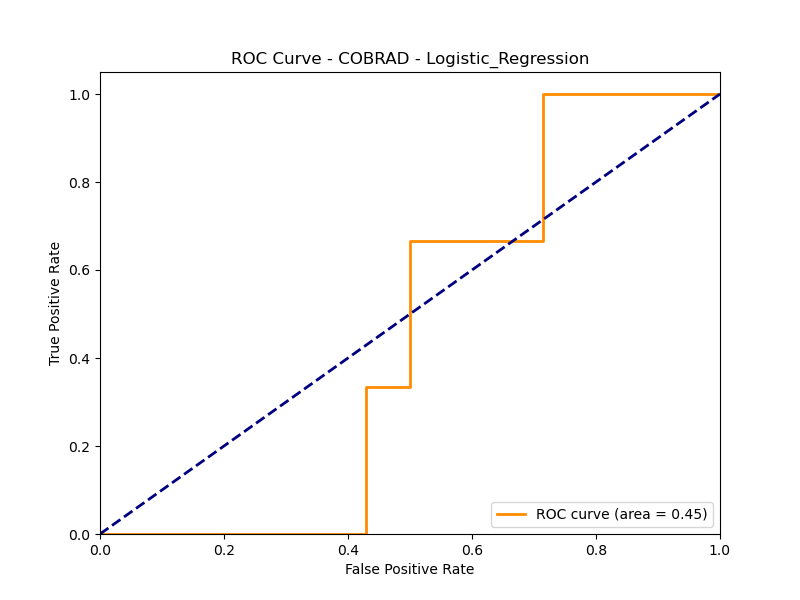 ROC Curve - COBRAD - Logistic_Regression
True Positive Rate
1.0
0.8
0.6
0.4
0.2
0.0
ROC curve (area = 0.45)
0.0 0.2 0.4 0.6 0.8 1.0
False Positive Rate